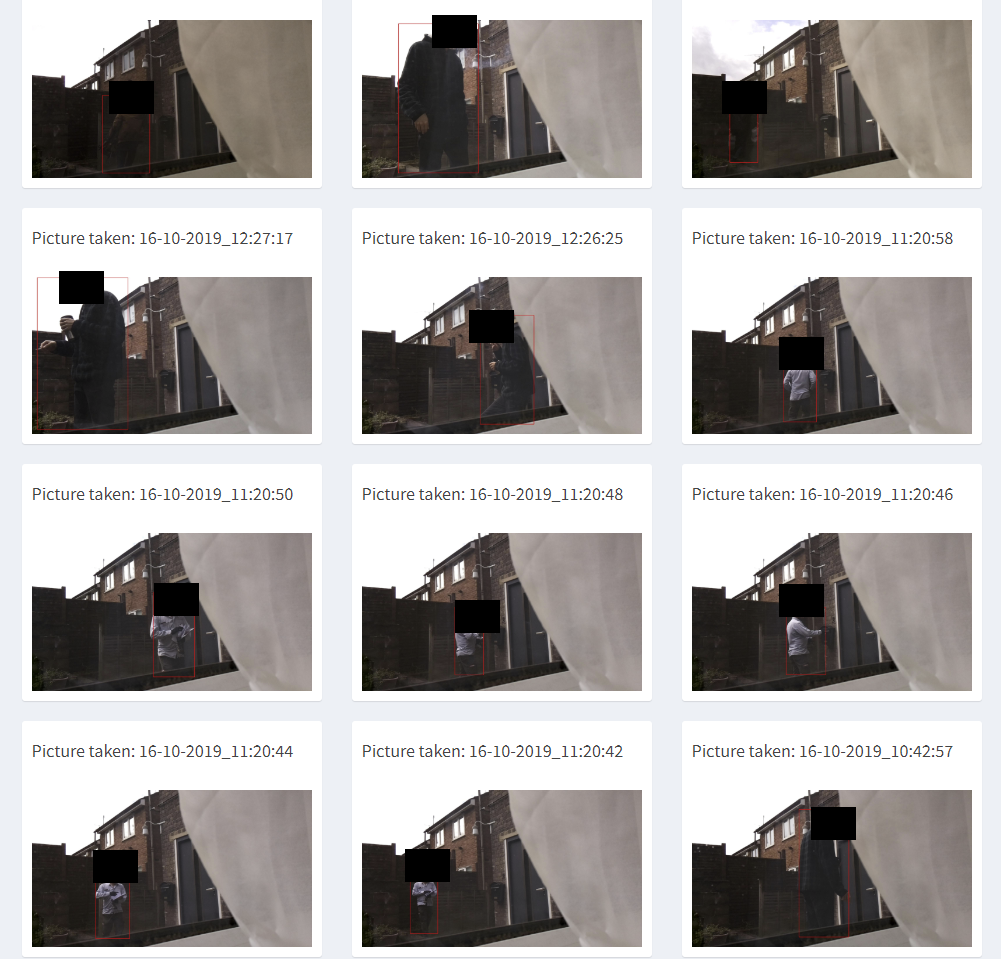 Picture taken: 16-10-2019_12:27:17
Picture taken: 16-10-2019_12:26:25
Picture taken: 16-10-2019_11:20:58
Picture taken: 16-10-2019_11:20:50
Picture taken: 16-10-2019_11:20:48
Picture taken: 16-10-2019_11:20:46
Picture taken: 16-10-2019_11:20:44
Picture taken: 16-10-2019_11:20:42
Picture taken: 16-10-2019_10:42:57